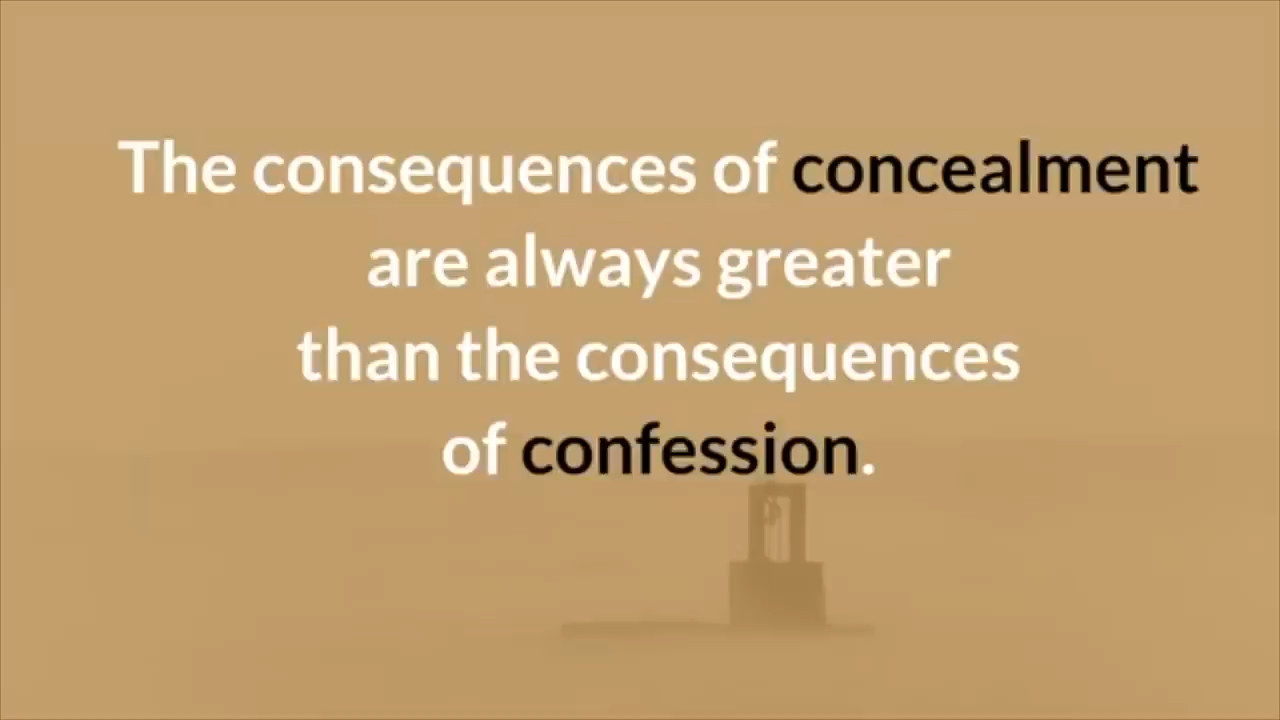 The consequences of concealment
are always greater
than the consequences
of confession.